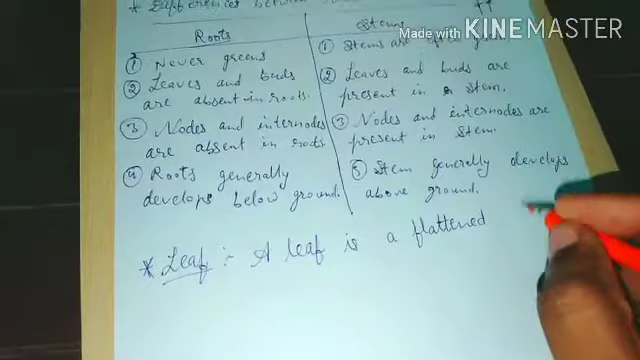 * Differences between
Roots
① Never greens
② Leaves and buds
are absent in roots.
③ Nodes and internodes
are absent in roots.
④ Roots generally
develops below ground.
Stems
① Stems are often
② Leaves and buds are
present in stem.
③ Nodes and internodes are
present in stem.
⑤ Stem generally develops
above ground.
* Leaf :- A leaf is a flattened
Made with KINEMASTER